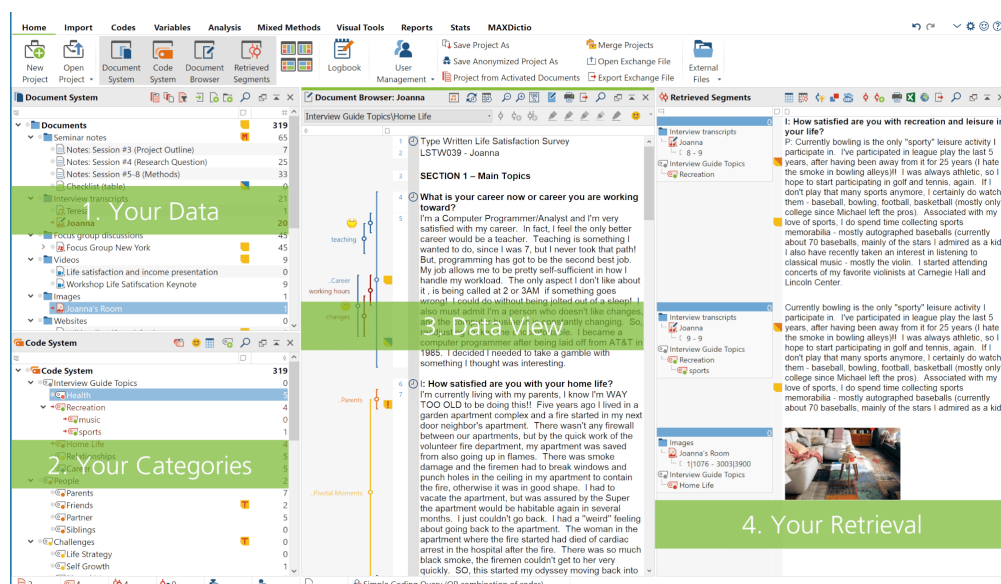 Home Import Codes Variables Analysis Mixed Methods Visual Tools Reports Stats MAXDictio
New Project
Open Project
Document System
Code System
Document Browser
Retrieved Segments
Logbook
User Management
Save Project As
Save Anonymized Project As
Project from Activated Documents
Merge Projects
Open Exchange File
Export Exchange File
External Files
Document System
Documents 319
Seminar notes 65
Notes: Session #3 (Project Outline) 7
Notes: Session #4 (Research Question) 25
Notes: Session #5-8 (Methods) 33
Checklist (table) 0
Interview transcripts 21
Teresa 1
Joanna 20
1. Your Data
Focus group discussions 45
Focus Group New York 45
Videos 9
Life satisfaction and income presentation 0
Workshop Life Satisfcation Keynote 9
Images 1
Joanna's Room 1
Websites 0
Code System
Code System 319
Interview Guide Topics 0
Health 5
Recreation 4
music 0
sports 1
Home Life 4
Relationships 5
Career 5
2. Your Categories
People 2
Parents 7
Friends 2
Partner 5
Siblings 0
Challenges 1
Life Strategy 0
Self Growth 1
Document Browser: Joanna
Interview Guide Topics\Home Life
1 Type Written Life Satisfaction Survey
2 LSTW039 - Joanna
3 SECTION 1 – Main Topics
4 What is your career now or career you are working
toward?
5 I'm a Computer Programmer/Analyst and I'm very
satisfied with my career. In fact, I feel the only better
career would be a teacher. Teaching is something I
wanted to do, since I was 7, but I never took that path!
But, programming has got to be the second best job.
My job allows me to be pretty self-sufficient in how I
handle my workload. The only aspect I don't like about
it , is being called at 2 or 3AM if something goes
wrong! I could do without being jolted out of a sleep! I
also must admit I'm a person who doesn't like changes,
3. Data View
computer programmer after being laid off from AT&T in
1985. I decided I needed to take a gamble with
something I thought was interesting.
teaching
..Career
working hours
changes
6 I: How satisfied are you with your home life?
7 I'm currently living with my parents, I know I'm WAY
TOO OLD to be doing this!! Five years ago I lived in a
garden apartment complex and a fire started in my next
door neighbor's apartment. There wasn't any firewall
between our apartments, but by the quick work of the
volunteer fire department, my apartment was saved
from also going up in flames. There was smoke
damage and the firemen had to break windows and
punch holes in the ceiling in my apartment to contain
the fire, otherwise it was in good shape. I had to
vacate the apartment, but was assured by the Super
the apartment would be habitable again in several
months. I just couldn't go back. I had a "weird" feeling
about going back to the apartment. The woman in the
apartment where the fire started had died of cardiac
arrest in the hospital after the fire. There was so much
black smoke, the firemen couldn't get to her very
quickly. SO, this started my odyssey moving back into
..Parents
..Pivotal Moments
Retrieved Segments
Interview transcripts
Joanna
8 - 9
Interview Guide Topics
Recreation
I: How satisfied are you with recreation and leisure in
your life?
P: Currently bowling is the only "sporty" leisure activity I
participate in. I've participated in league play the last 5
years, after having been away from it for 25 years (I hate
the smoke in bowling alleys)!! I was always athletic, so I
hope to start participating in golf and tennis, again. If I
don't play that many sports anymore, I certainly do watch
them - baseball, bowling, football, basketball (mostly only
college since Michael left the pros). Associated with my
love of sports, I do spend time collecting sports
memorabilia - mostly autographed baseballs (currently
about 70 baseballs, mainly of the stars I admired as a kid
I also have recently taken an interest in listening to
classical music - mostly the violin. I started attending
concerts of my favorite violinists at Carnegie Hall and
Lincoln Center.
Interview transcripts
Joanna
9 - 9
Interview Guide Topics
Recreation
sports
Currently bowling is the only "sporty" leisure activity I
participate in. I've participated in league play the last 5
years, after having been away from it for 25 years (I hate
the smoke in bowling alleys)!! I was always athletic, so I
hope to start participating in golf and tennis, again. If I
don't play that many sports anymore, I certainly do watch
them - baseball, bowling, football, basketball (mostly only
college since Michael left the pros). Associated with my
love of sports, I do spend time collecting sports
memorabilia - mostly autographed baseballs (currently
about 70 baseballs, mainly of the stars I admired as a kid
Images
Joanna's Room
1|1076 - 3003|3900
Interview Guide Topics
Home Life
4. Your Retrieval
Simple Coding Query (OR combination of codes)